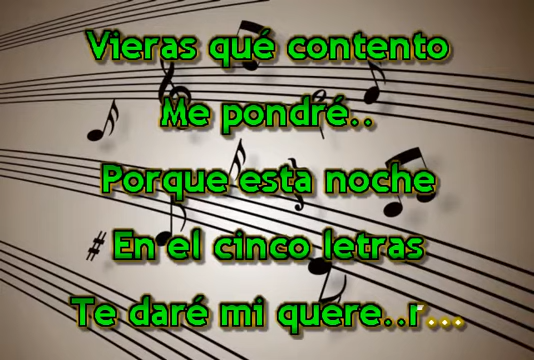 Vieras qué contento
Me pondré..
Porque esta noche
En el cinco letras
Te daré mi quere..r...